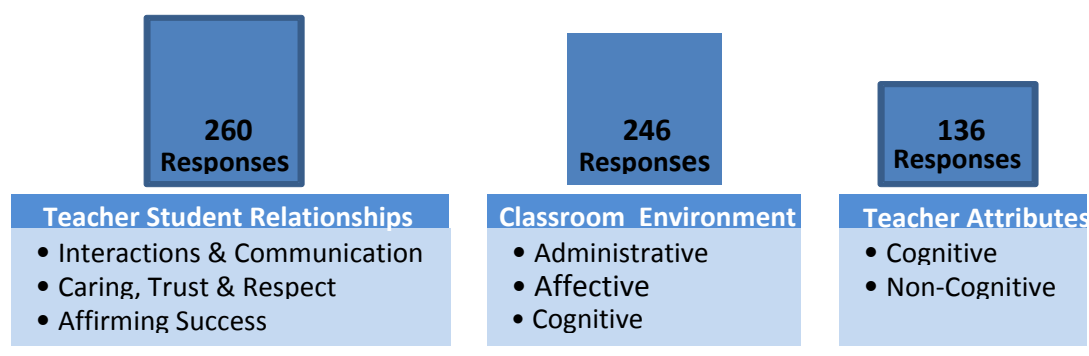 260
Responses
246
Responses
136
Responses
Teacher Student Relationships
• Interactions & Communication
• Caring, Trust & Respect
• Affirming Success
Classroom Environment
• Administrative
• Affective
• Cognitive
Teacher Attributes
• Cognitive
• Non-Cognitive